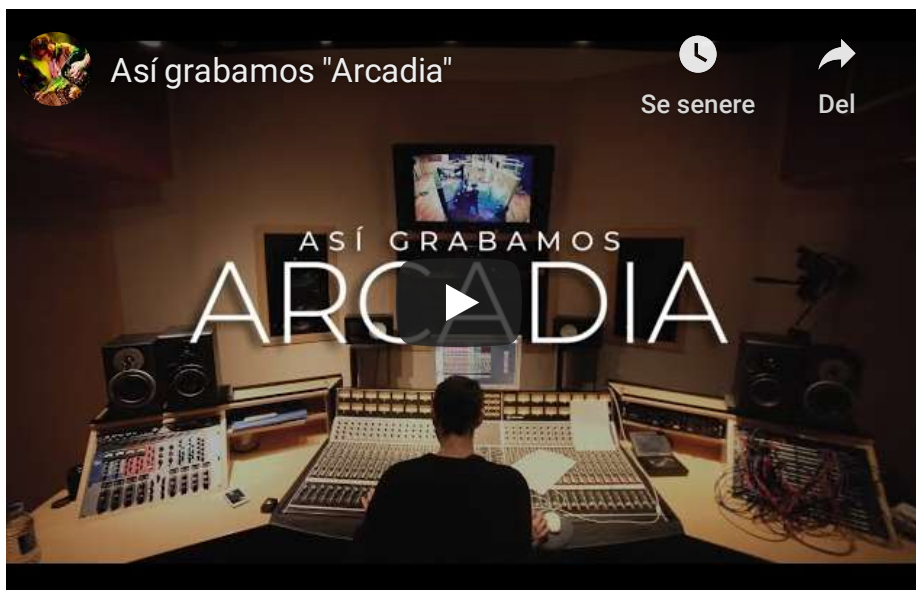 Así grabamos "Arcadia"
Se senere
Del
ASÍ GRABAMOS
ARCADIA